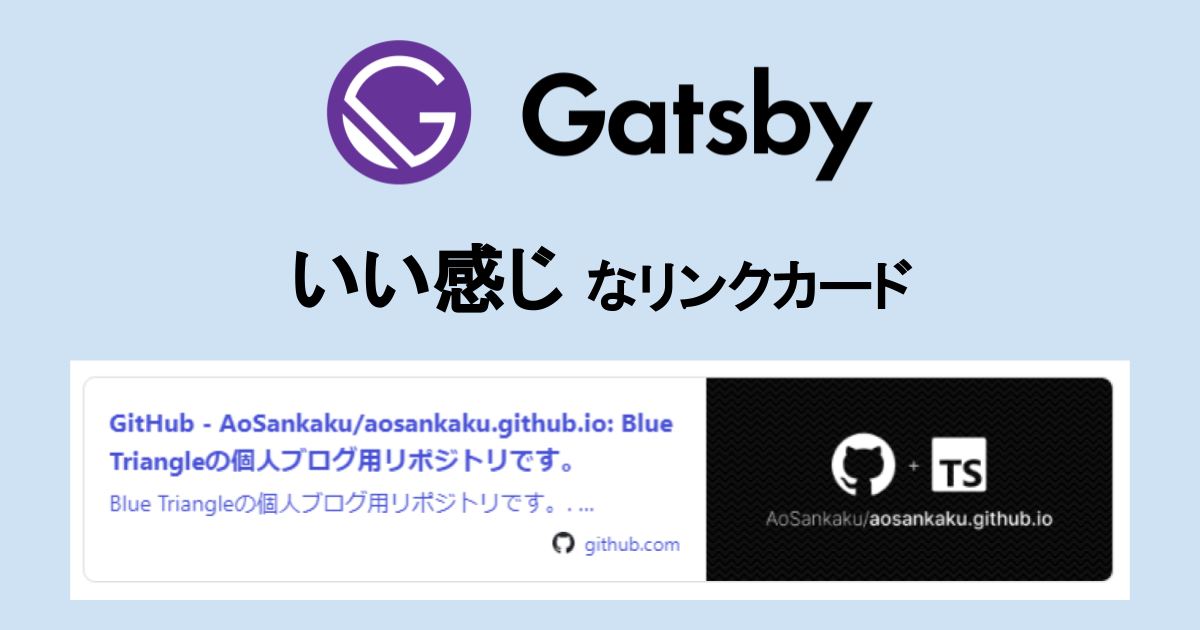 Gatsby
いい感じ なリンクカード
GitHub - AoSankaku/aosankaku.github.io: Blue
Triangleの個人ブログ用リポジトリです。
Blue Triangleの個人ブログ用リポジトリです。. ...
github.com
+ TS
AoSankaku/aosankaku.github.io